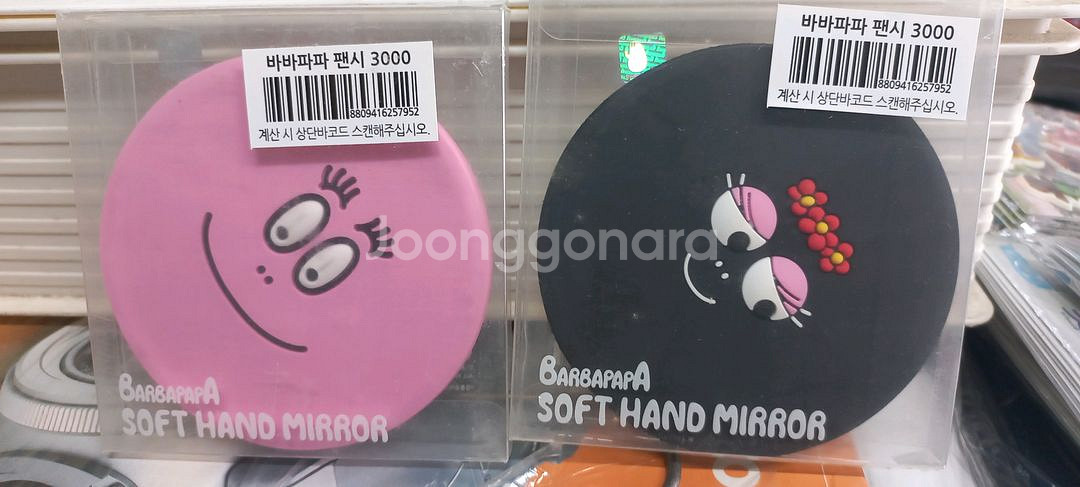 바바파파 팬시 3000
8809416257952
계산 시 상단바코드 스캔해주십시오.
BARBAPAPA
SOFT HAND MIRROR
바바파파 팬시 3000
8809416257952
계산 시 상단바코드 스캔해주십시오.
BARBAPAPA
SOFT HAND MIRROR
joonggonara